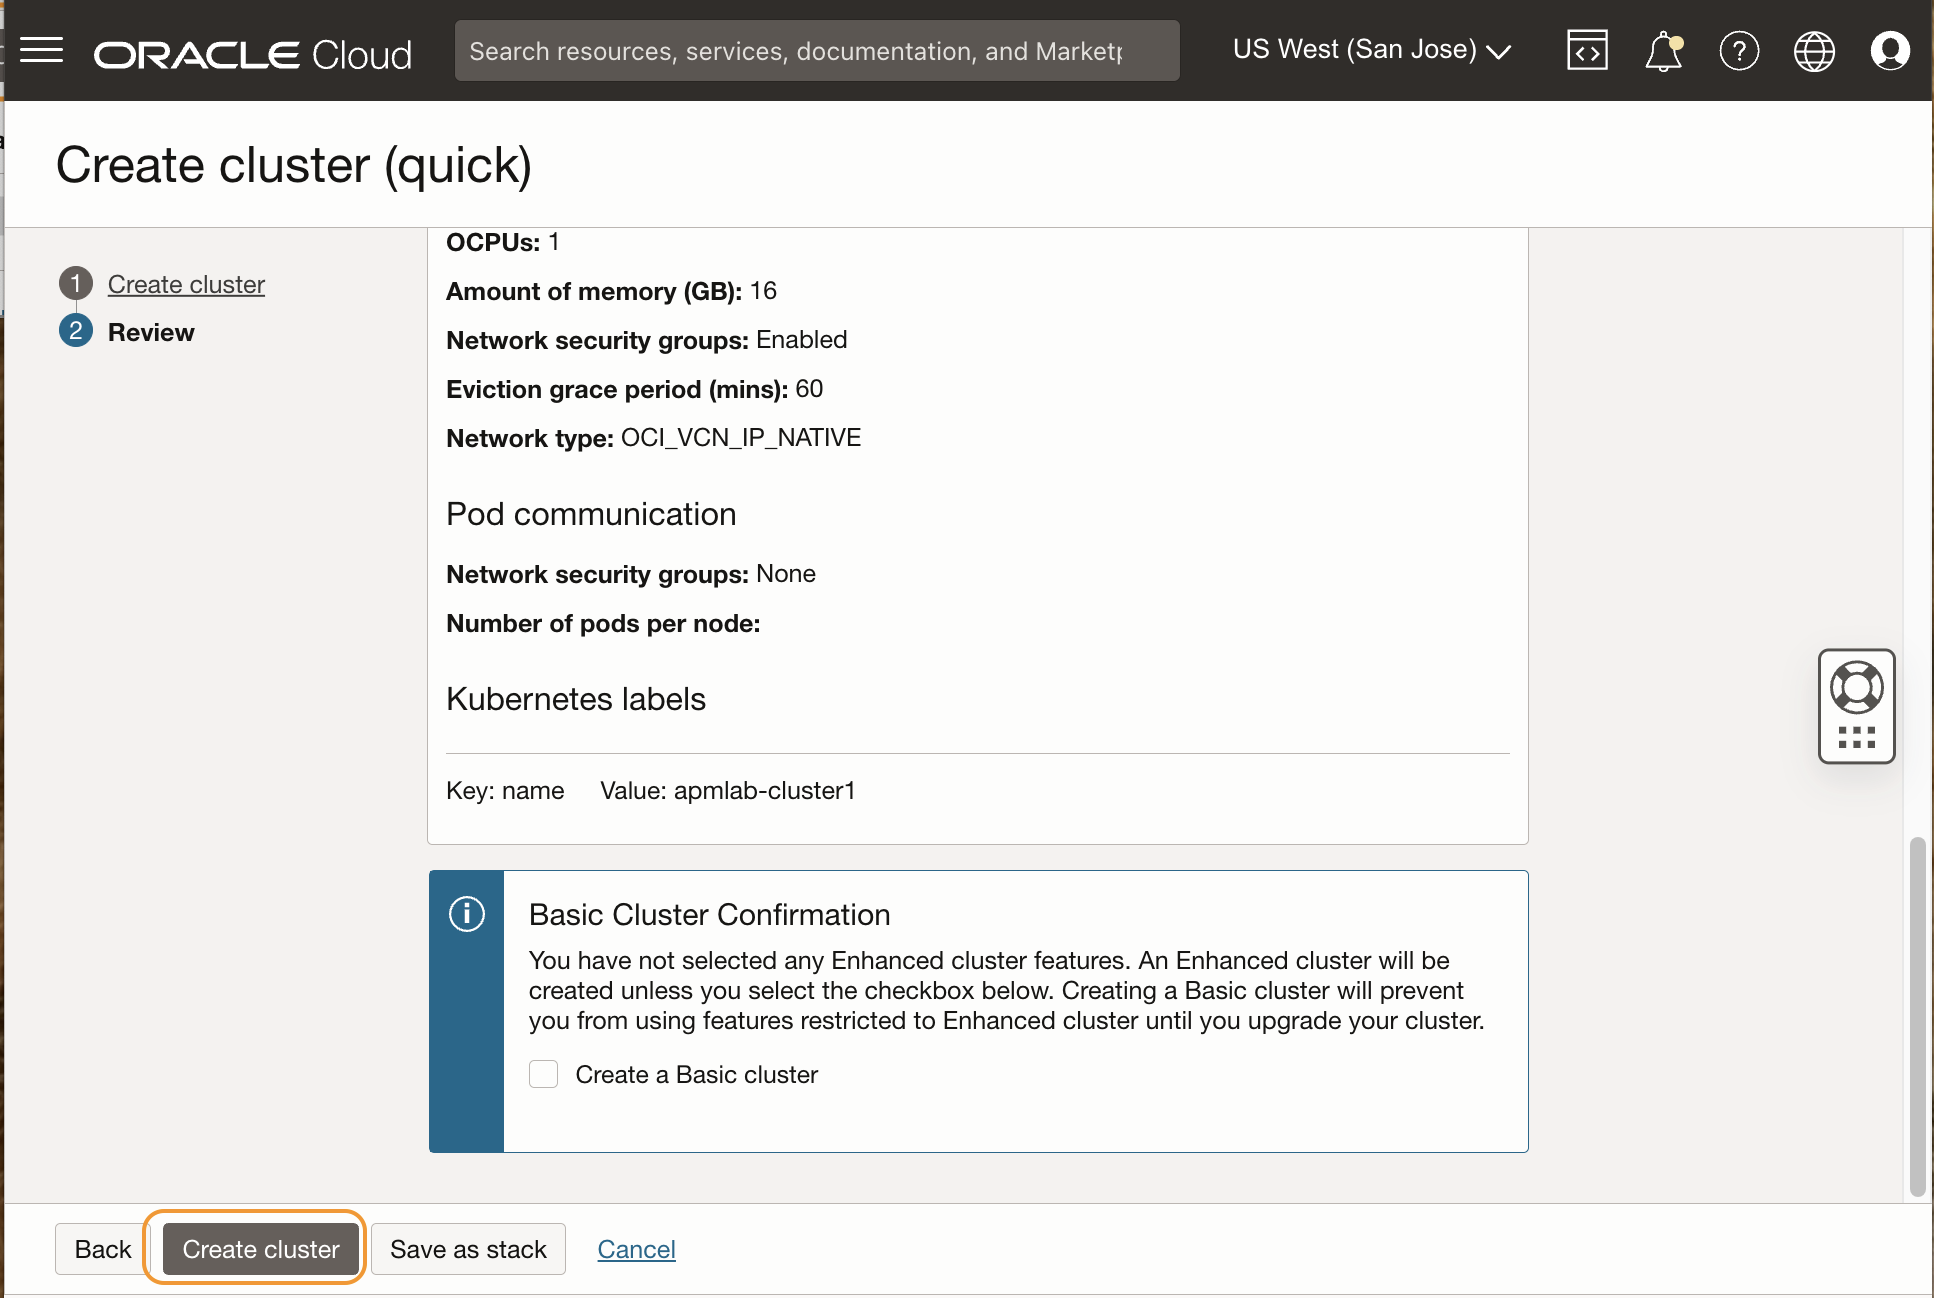 ORACLE Cloud
Search resources, services, documentation, and Market
US West (San Jose)
Create cluster (quick)
1 Create cluster
2 Review
OCPUs: 1
Amount of memory (GB): 16
Network security groups: Enabled
Eviction grace period (mins): 60
Network type: OCI_VCN_IP_NATIVE
Pod communication
Network security groups: None
Number of pods per node:
Kubernetes labels
Key: name Value: apmlab-cluster1
Basic Cluster Confirmation
You have not selected any Enhanced cluster features. An Enhanced cluster will be
created unless you select the checkbox below. Creating a Basic cluster will prevent
you from using features restricted to Enhanced cluster until you upgrade your cluster.
Create a Basic cluster
Back Create cluster Save as stack Cancel